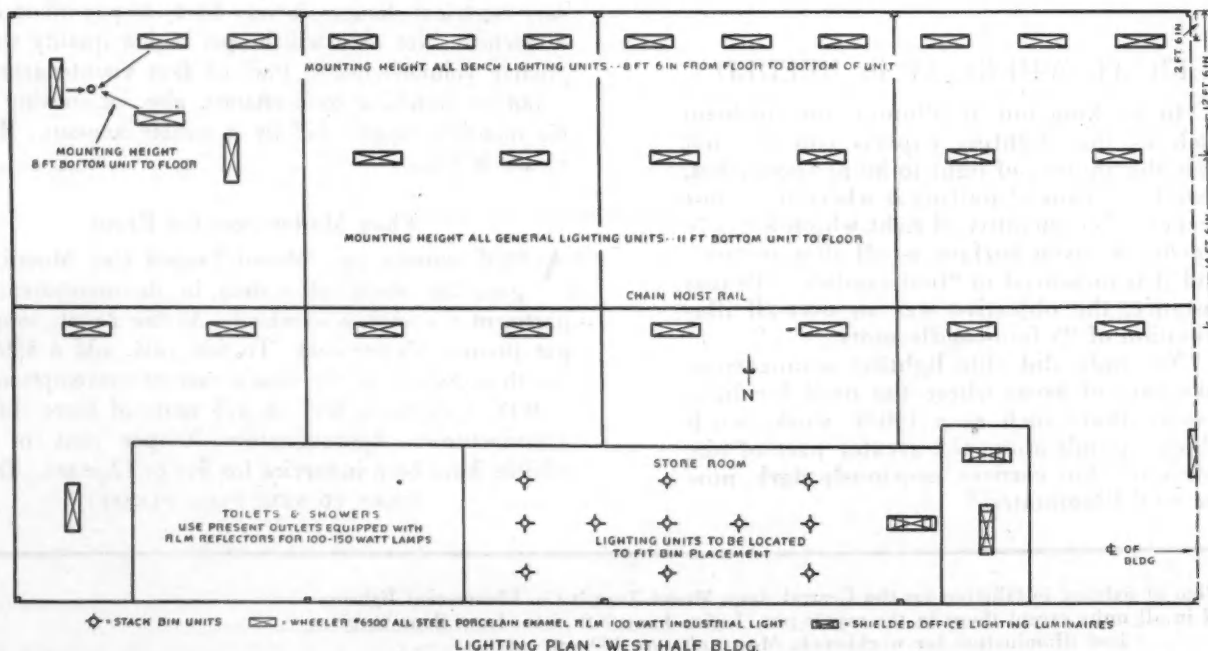 MOUNTING HEIGHT ALL BENCH LIGHTING UNITS--8 FT 6 IN FROM FLOOR TO BOTTOM OF UNIT
8 FT 6 IN
MOUNTING HEIGHT
8 FT BOTTOM UNIT TO FLOOR
MOUNTING HEIGHT ALL GENERAL LIGHTING UNITS--11 FT BOTTOM UNIT TO FLOOR
CHAIN HOIST RAIL
N
STORE ROOM
TOILETS & SHOWERS
USE PRESENT OUTLETS EQUIPPED WITH
RLM REFLECTORS FOR 100-150 WATT LAMPS
LIGHTING UNITS TO BE LOCATED
TO FIT BIN PLACEMENT
℄ OF
BLDG
= STACK BIN UNITS
= WHEELER #6500 ALL STEEL PORCELAIN ENAMEL RLM 100 WATT INDUSTRIAL LIGHT
= SHIELDED OFFICE LIGHTING LUMINAIRES
LIGHTING PLAN - WEST HALF BLDG.